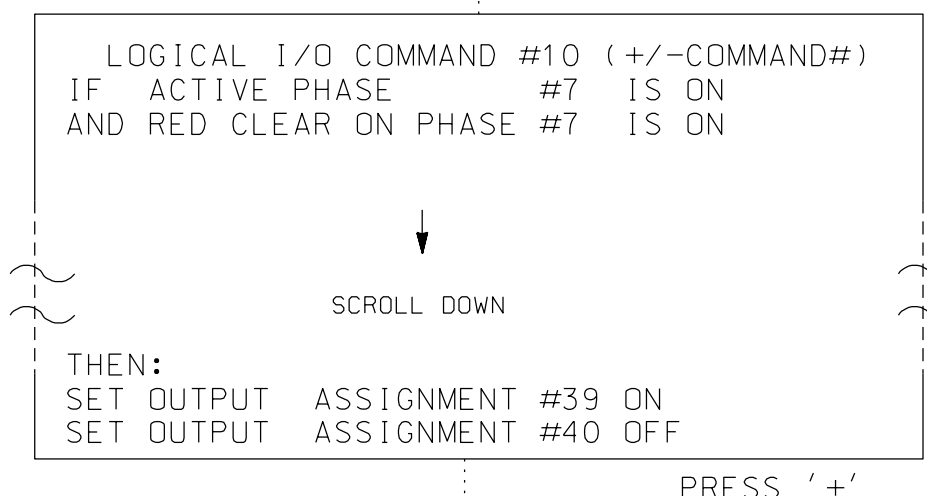 LOGICAL I/O COMMAND #10 (+/-COMMAND#)
IF ACTIVE PHASE #7 IS ON
AND RED CLEAR ON PHASE #7 IS ON
SCROLL DOWN
THEN:
SET OUTPUT ASSIGNMENT #39 ON
SET OUTPUT ASSIGNMENT #40 OFF
PRESS '+'